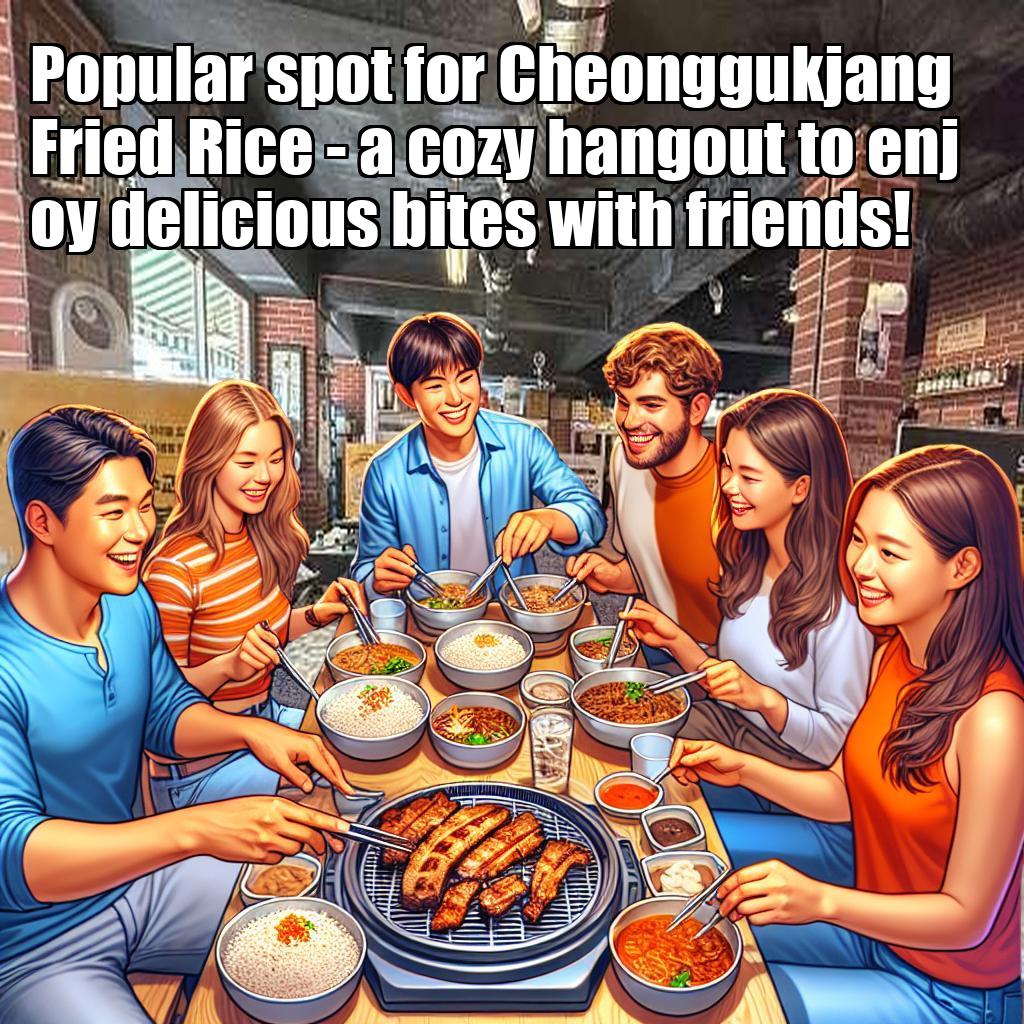 Popular spot for Cheonggukjang
Fried Rice - a cozy hangout to enj
oy delicious bites with friends!